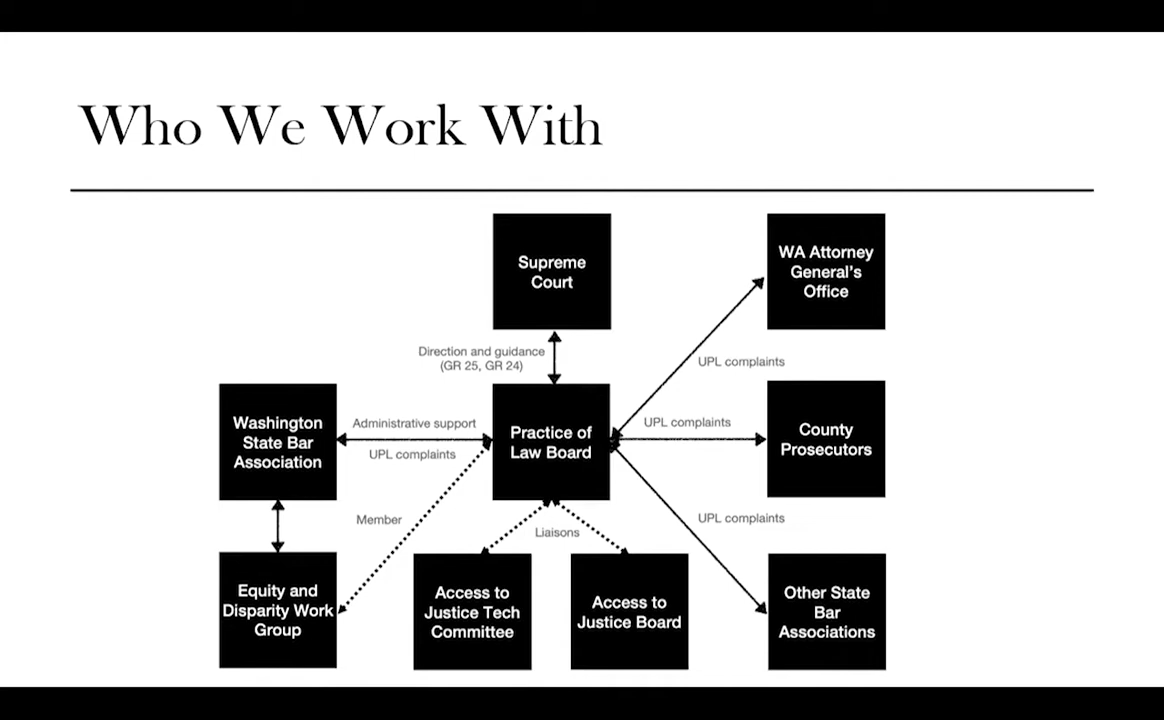 Who We Work With
Supreme
Court
WA Attorney
General's
Office
Direction and guidance
(GR 25, GR 24)
UPL complaints
Washington
State Bar
Association
Administrative support
UPL complaints
Practice of
Law Board
UPL complaints
County
Prosecutors
Member
Liaisons
UPL complaints
Equity and
Disparity Work
Group
Access to
Justice Tech
Committee
Access to
Justice Board
Other State
Bar
Associations